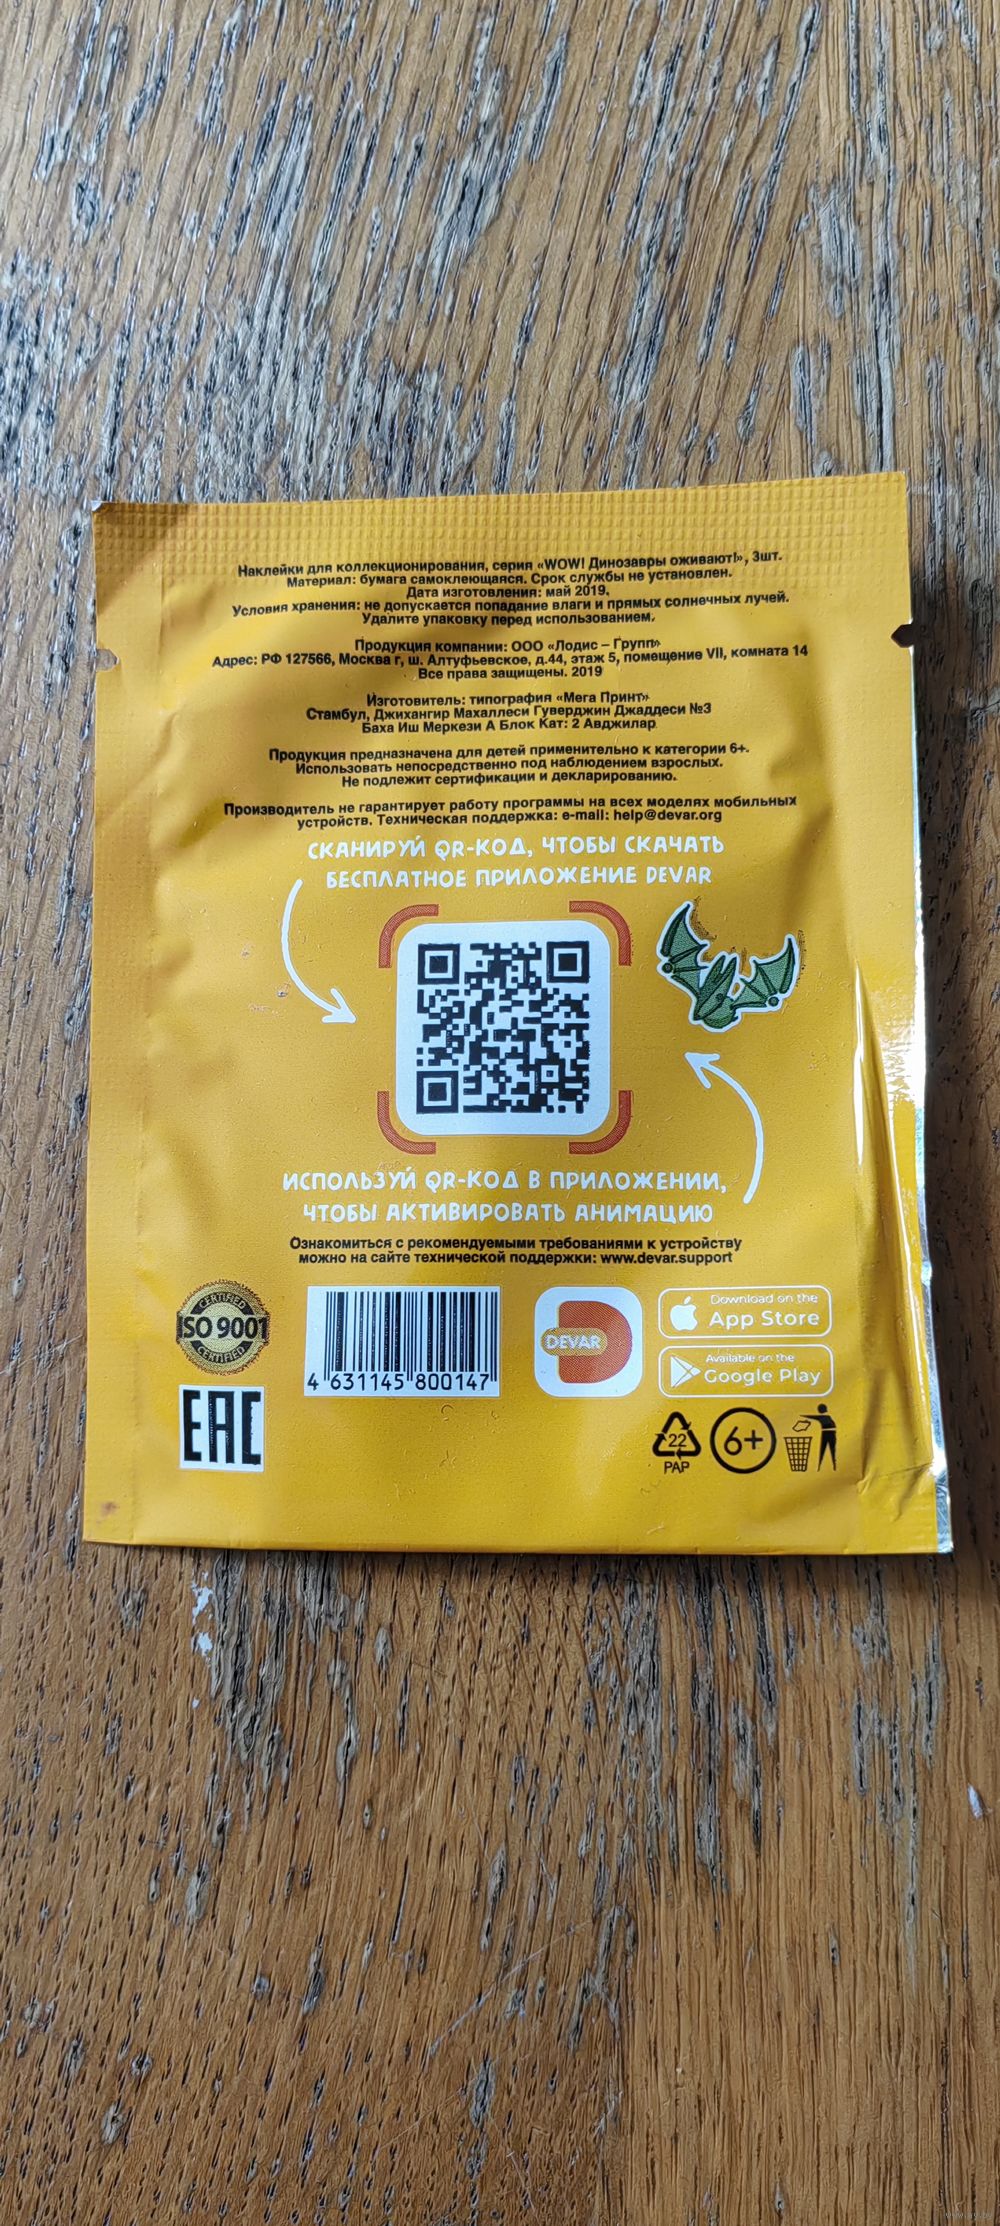 Наклейки для коллекционирования, серия «WOW! Динозавры оживают!», 3шт.
Материал: бумага самоклеющаяся. Срок службы не установлен.
Дата изготовления: май 2019.
Условия хранения: не допускается попадание влаги и прямых солнечных лучей.
Удалите упаковку перед использованием.
Продукция компании: ООО «Лодис – Групп»
Адрес: РФ 127566, Москва г, ш. Алтуфьевское, д.44, этаж 5, помещение VII, комната 14
Все права защищены. 2019
Изготовитель: типография «Мега Принт»
Стамбул, Джихангир Махаллеси Гуверджин Джаддеси №3
Баха Иш Меркези А Блок Кат: 2 Авджилар
Продукция предназначена для детей применительно к категории 6+.
Использовать непосредственно под наблюдением взрослых.
Не подлежит сертификации и декларированию.
Производитель не гарантирует работу программы на всех моделях мобильных
устройств. Техническая поддержка: e-mail: help@devar.org
СКАНИРУЙ QR-КОД, ЧТОБЫ СКАЧАТЬ
БЕСПЛАТНОЕ ПРИЛОЖЕНИЕ DEVAR
ИСПОЛЬЗУЙ QR-КОД В ПРИЛОЖЕНИИ,
ЧТОБЫ АКТИВИРОВАТЬ АНИМАЦИЮ
Ознакомиться с рекомендуемыми требованиями к устройству
можно на сайте технической поддержки: www.devar.support
CERTIFIED
ISO 9001
CERTIFIED
4 631145 800147
DEVAR
Download on the
App Store
Available on the
Google Play
EAC
22
PAP
6+